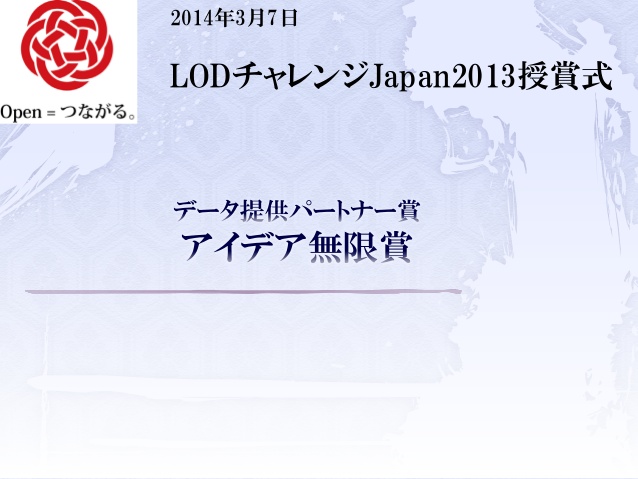 2014年3月7日
LODチャレンジJapan2013授賞式
Open = つながる。
データ提供パートナー賞
アイデア無限賞